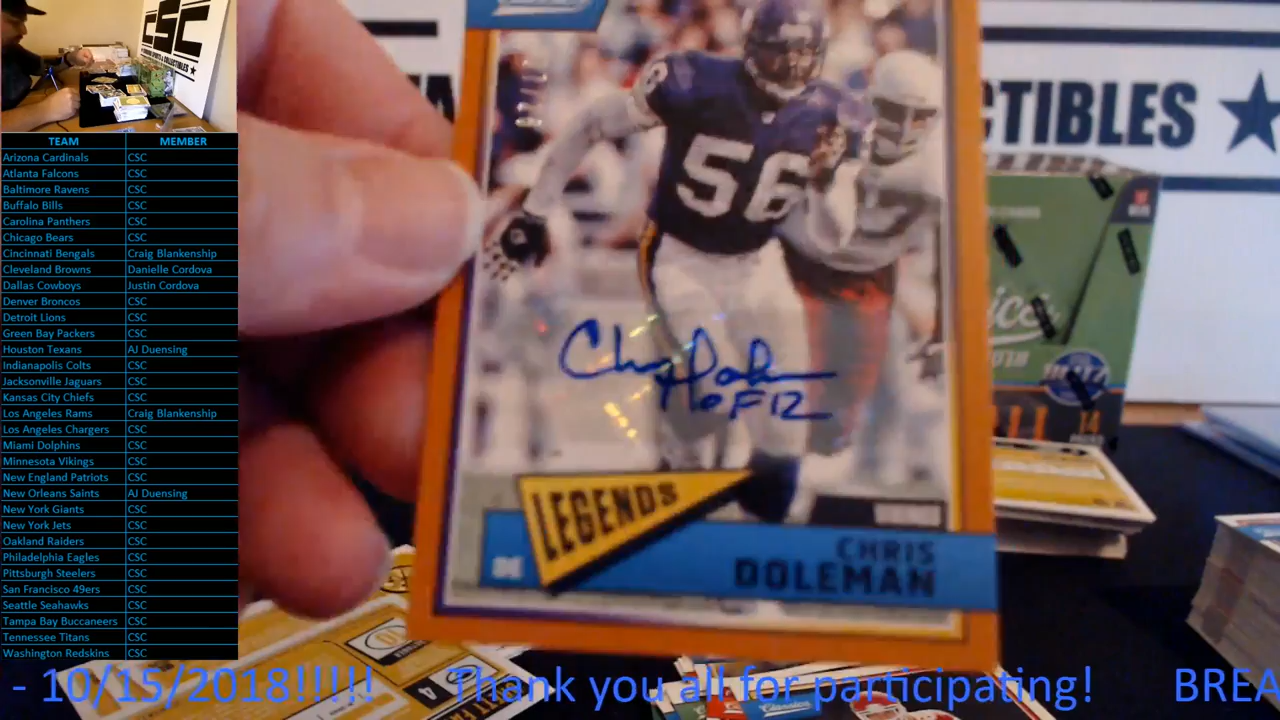 CSC
TEAM MEMBER
Arizona Cardinals CSC
Atlanta Falcons CSC
Baltimore Ravens CSC
Buffalo Bills CSC
Carolina Panthers CSC
Chicago Bears CSC
Cincinnati Bengals Craig Blankenship
Cleveland Browns Danielle Cordova
Dallas Cowboys Justin Cordova
Denver Broncos CSC
Detroit Lions CSC
Green Bay Packers CSC
Houston Texans AJ Duensing
Indianapolis Colts CSC
Jacksonville Jaguars CSC
Kansas City Chiefs CSC
Los Angeles Rams Craig Blankenship
Los Angeles Chargers CSC
Miami Dolphins CSC
Minnesota Vikings CSC
New England Patriots CSC
New Orleans Saints AJ Duensing
New York Giants CSC
New York Jets CSC
Oakland Raiders CSC
Philadelphia Eagles CSC
Pittsburgh Steelers CSC
San Francisco 49ers CSC
Seattle Seahawks CSC
Tampa Bay Buccaneers CSC
Tennessee Titans CSC
Washington Redskins CSC
56
HOF12
LEGENDS
DE
CHRIS
DOLEMAN
CTIBLES
2018
14
- 10/15/2018!!!!! Thank you all for participating! BREA